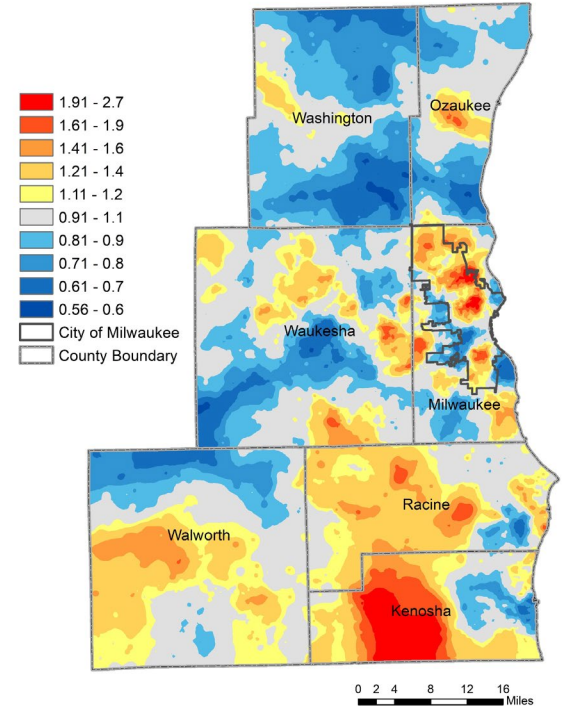 1.91 - 2.7
1.61 - 1.9
1.41 - 1.6
1.21 - 1.4
1.11 - 1.2
0.91 - 1.1
0.81 - 0.9
0.71 - 0.8
0.61 - 0.7
0.56 - 0.6
City of Milwaukee
County Boundary
Washington
Ozaukee
Waukesha
Milwaukee
Walworth
Racine
Kenosha
0 2 4 8 12 16
Miles